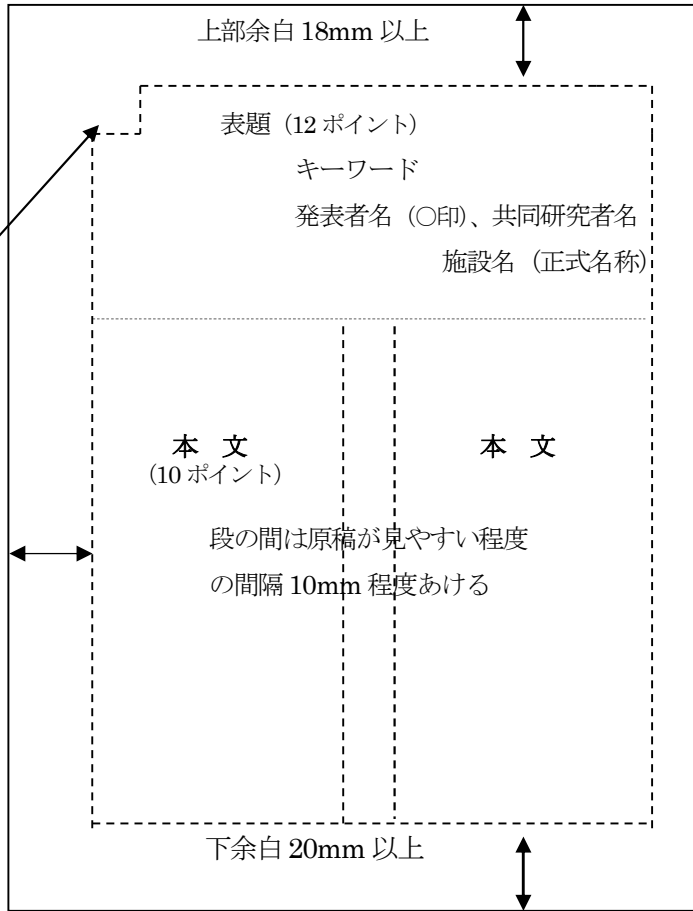 上部余白 18mm 以上
表題（12 ポイント）
キーワード
発表者名（○印）、共同研究者名
施設名（正式名称）
本 文
（10 ポイント）
本 文
段の間は原稿が見やすい程度
の間隔 10mm 程度あける
下余白 20mm 以上